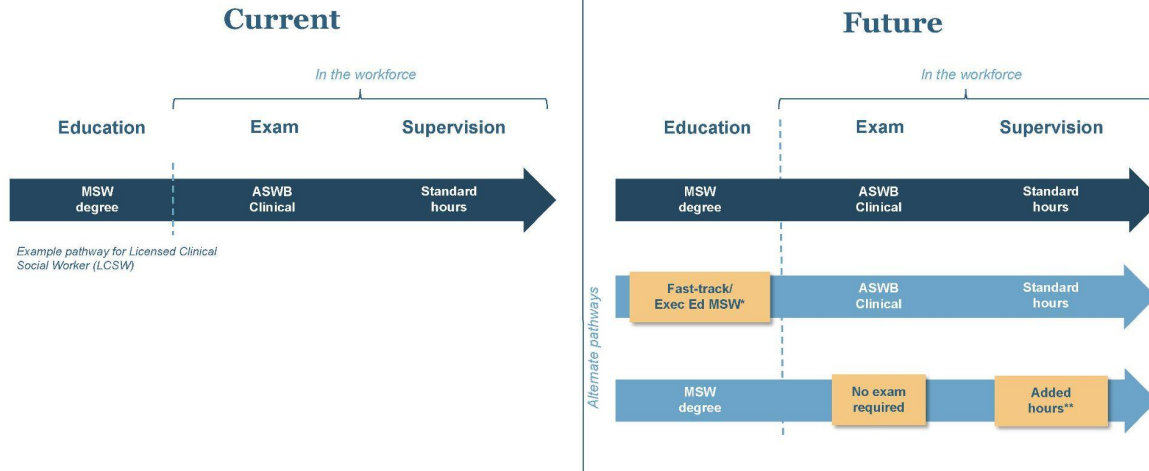 Current
In the workforce
Education
Exam
Supervision
MSW
degree
ASWB
Clinical
Standard
hours
Example pathway for Licensed Clinical
Social Worker (LCSW)
Future
In the workforce
Education
Exam
Supervision
MSW
degree
ASWB
Clinical
Standard
hours
Alternate pathways
Fast-track/
Exec Ed MSW*
ASWB
Clinical
Standard
hours
MSW
degree
No exam
required
Added
hours**